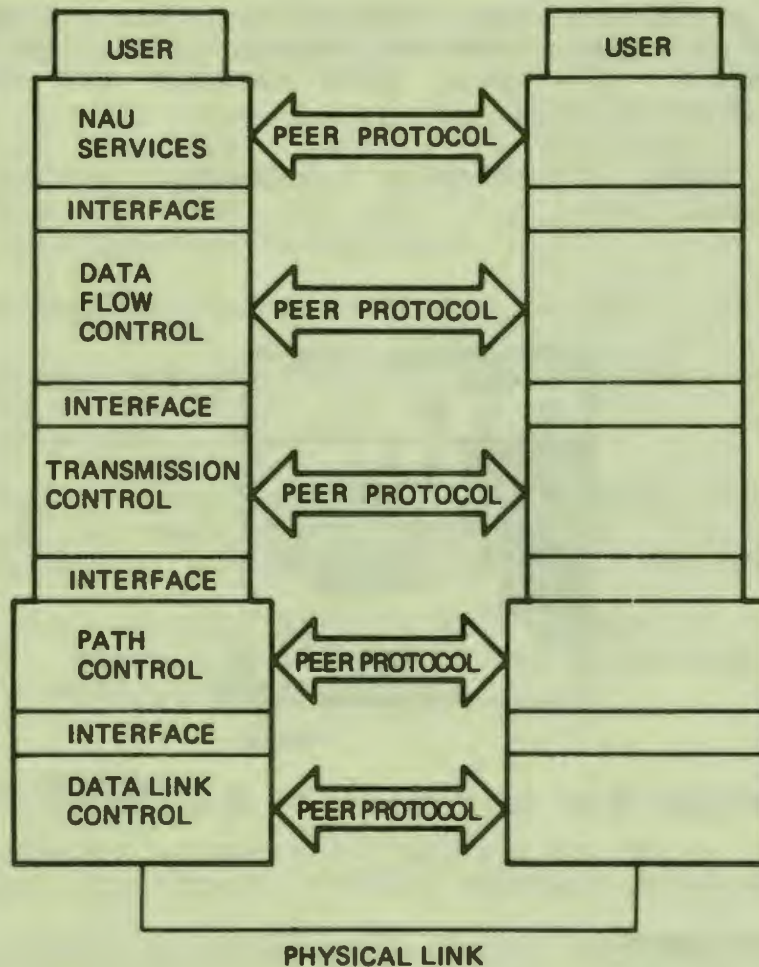 USER
USER
NAU
SERVICES
PEER PROTOCOL
INTERFACE
DATA
FLOW
CONTROL
PEER PROTOCOL
INTERFACE
TRANSMISSION
CONTROL
PEER PROTOCOL
INTERFACE
PATH
CONTROL
PEER PROTOCOL
INTERFACE
DATA LINK
CONTROL
PEER PROTOCOL
PHYSICAL LINK